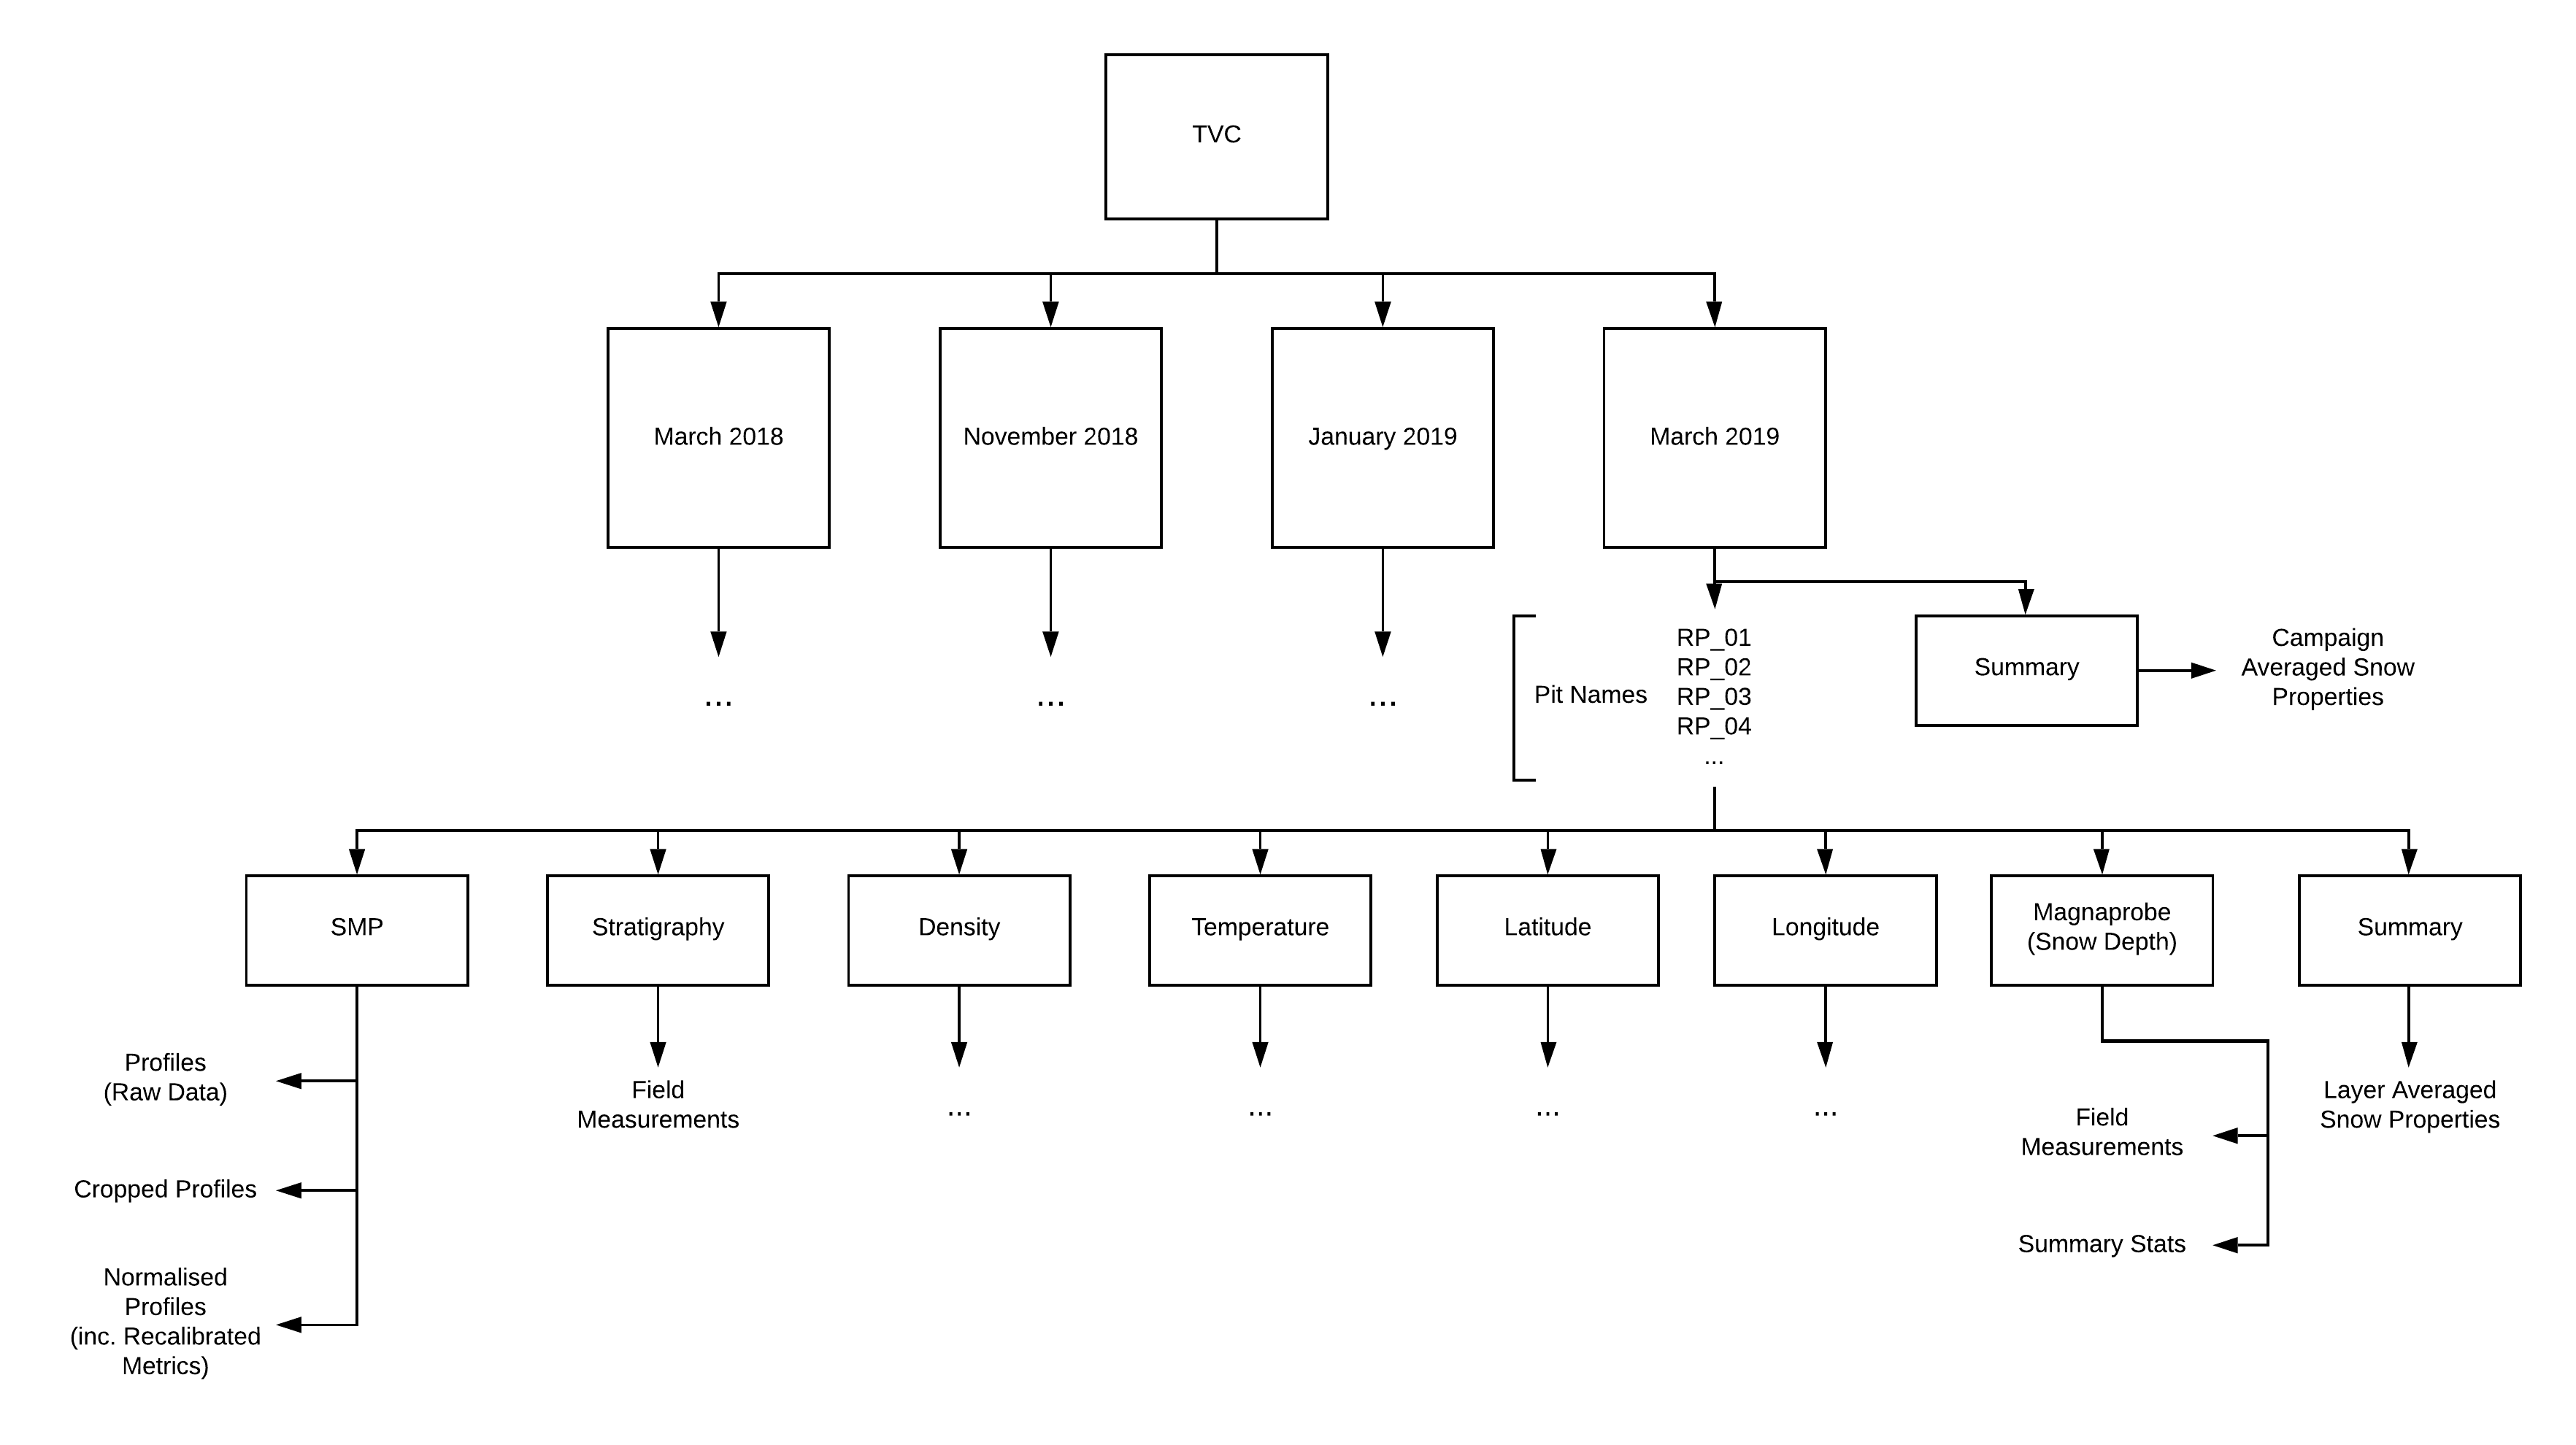 TVC
March 2018
November 2018
January 2019
March 2019
...
...
...
Pit Names
RP_01
RP_02
RP_03
RP_04
...
Summary
Campaign
Averaged Snow
Properties
SMP
Stratigraphy
Density
Temperature
Latitude
Longitude
Magnaprobe
(Snow Depth)
Summary
Profiles
(Raw Data)
Cropped Profiles
Normalised
Profiles
(inc. Recalibrated
Metrics)
Field
Measurements
...
...
...
...
Field
Measurements
Summary Stats
Layer Averaged
Snow Properties